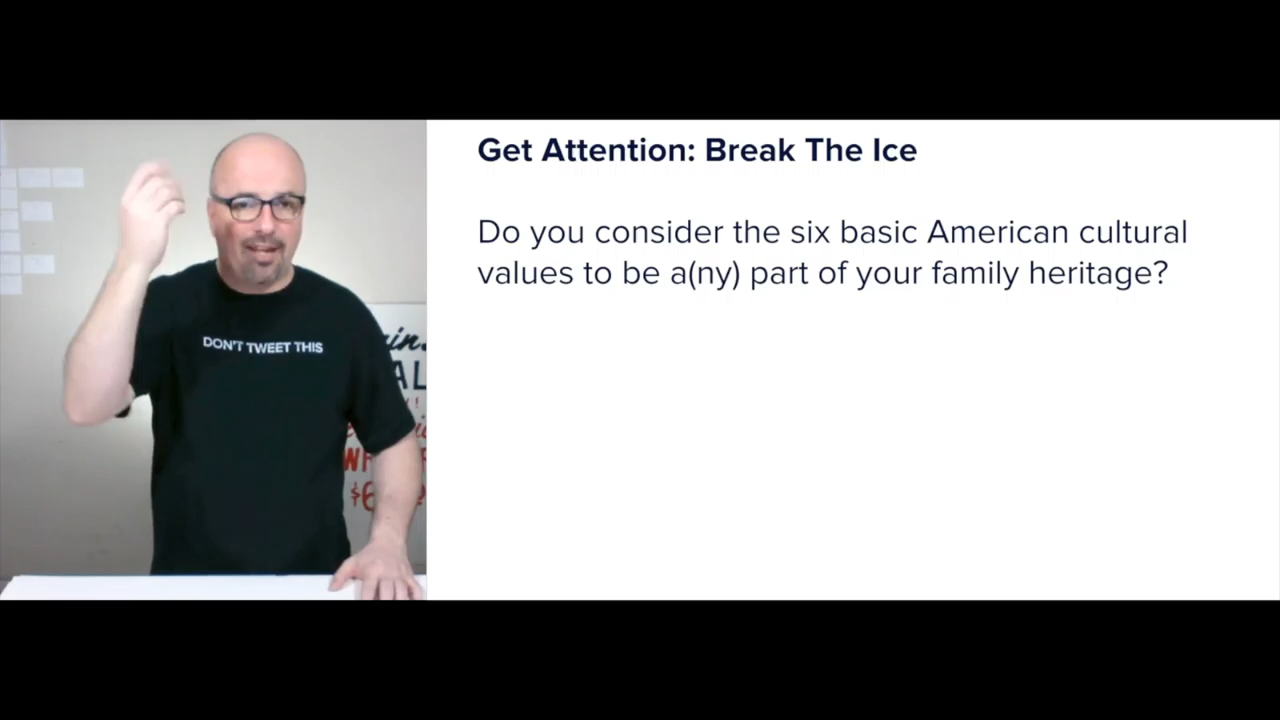 Get Attention: Break The Ice
Do you consider the six basic American cultural
values to be a(ny) part of your family heritage?
DON'T TWEET THIS